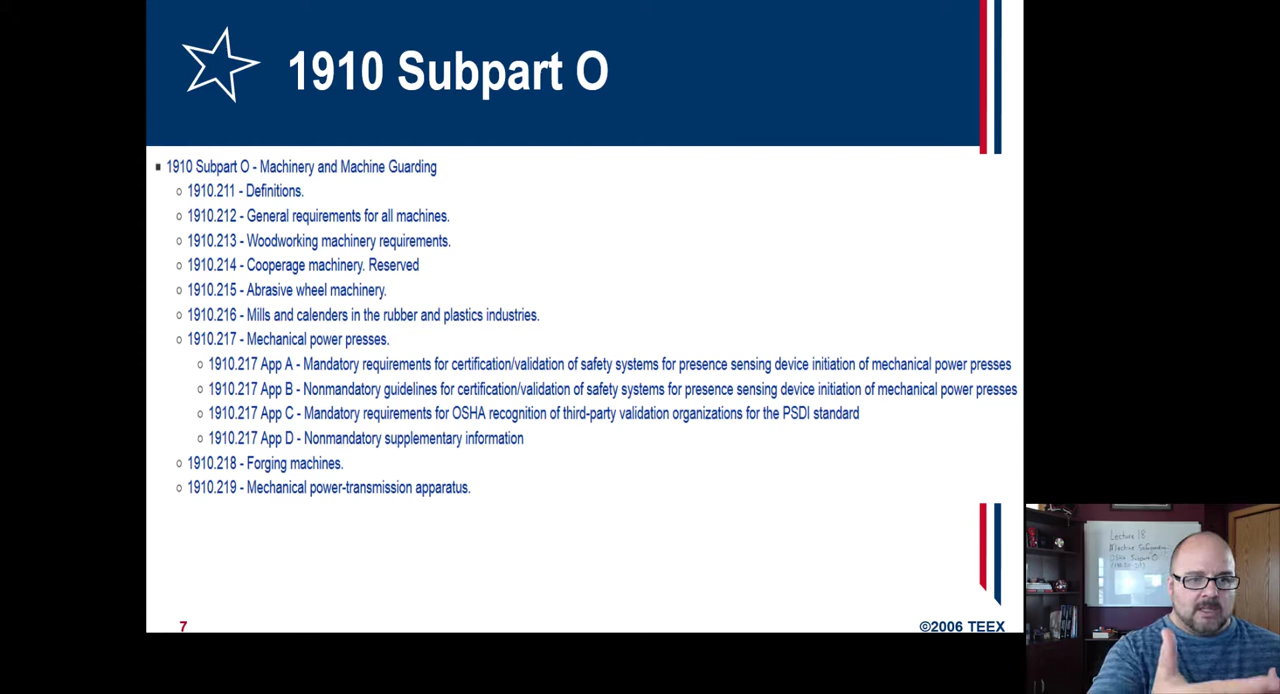 1910 Subpart O
1910 Subpart O - Machinery and Machine Guarding
1910.211 - Definitions.
1910.212 - General requirements for all machines.
1910.213 - Woodworking machinery requirements.
1910.214 - Cooperage machinery. Reserved
1910.215 - Abrasive wheel machinery.
1910.216 - Mills and calenders in the rubber and plastics industries.
1910.217 - Mechanical power presses.
1910.217 App A - Mandatory requirements for certification/validation of safety systems for presence sensing device initiation of mechanical power presses
1910.217 App B - Nonmandatory guidelines for certification/validation of safety systems for presence sensing device initiation of mechanical power presses
1910.217 App C - Mandatory requirements for OSHA recognition of third-party validation organizations for the PSDI standard
1910.217 App D - Nonmandatory supplementary information
1910.218 - Forging machines.
1910.219 - Mechanical power-transmission apparatus.
7
©2006 TEEX
Lecture 18
Machine Safeguarding
OSHA Subpart O